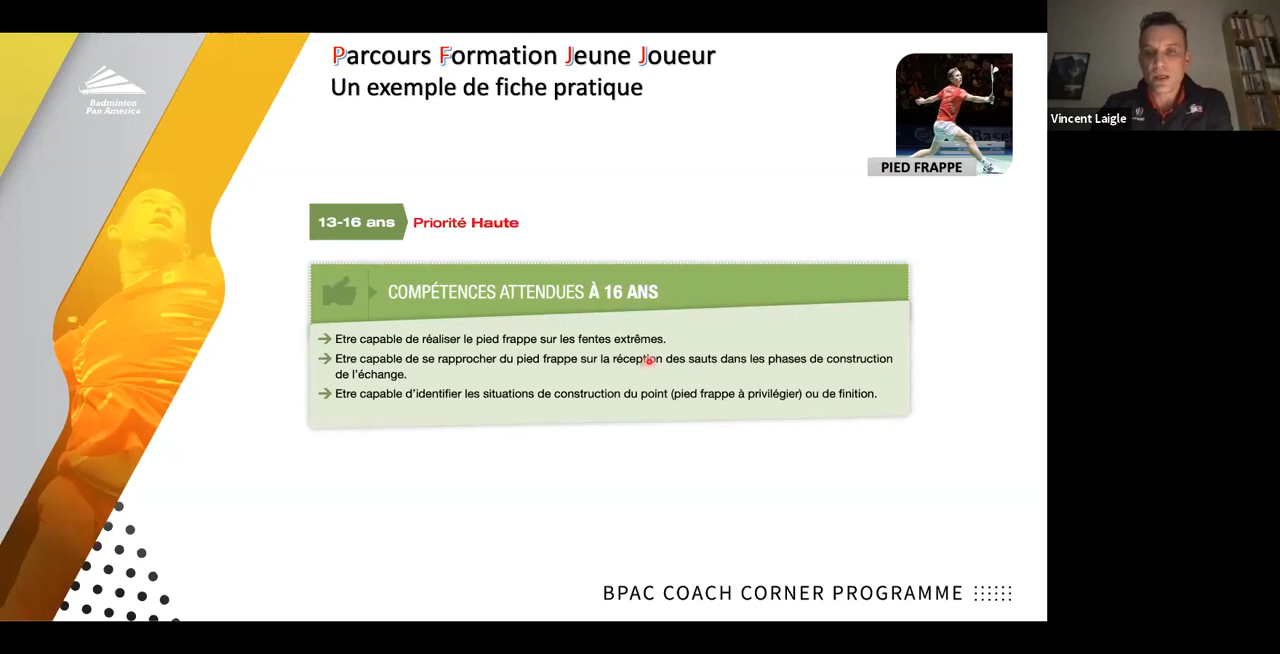 Parcours Formation Jeune Joueur
Un exemple de fiche pratique
Badminton
Pan America
Vincent Laigle
PIED FRAPPE
13-16 ans Priorité Haute
COMPÉTENCES ATTENDUES À 16 ANS
Etre capable de réaliser le pied frappe sur les fentes extrêmes.
Etre capable de se rapprocher du pied frappe sur la réception des sauts dans les phases de construction
de l'échange.
Etre capable d'identifier les situations de construction du point (pied frappe à privilégier) ou de finition.
BPAC COACH CORNER PROGRAMME